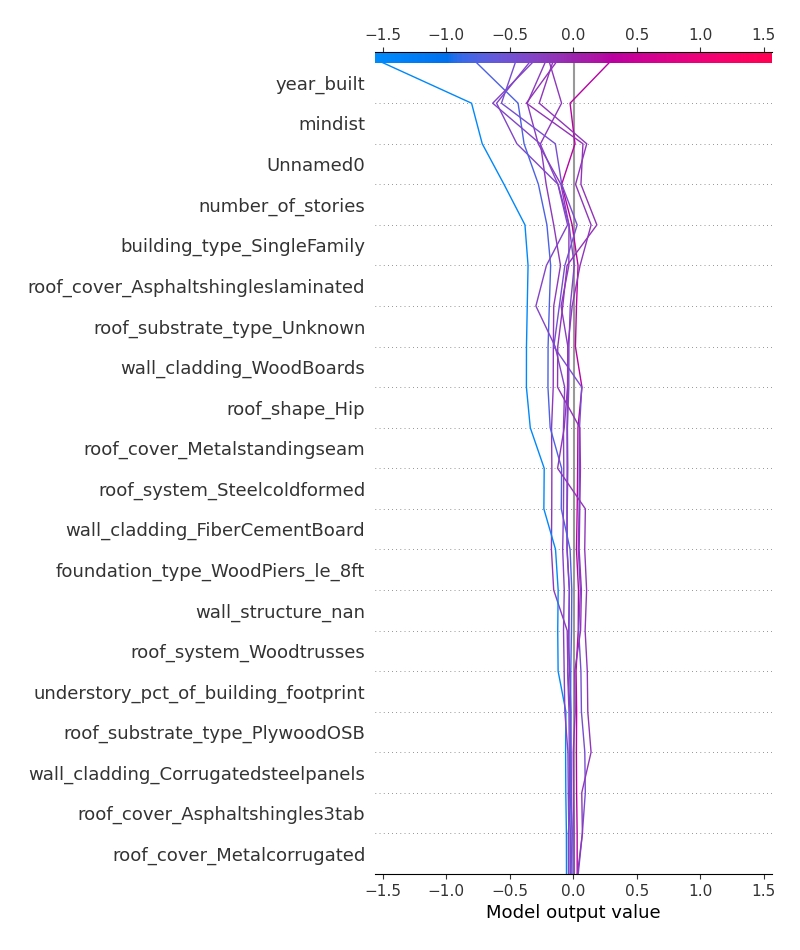 −1.5 −1.0 −0.5 0.0 0.5 1.0 1.5
year_built
mindist
Unnamed0
number_of_stories
building_type_SingleFamily
roof_cover_Asphaltshingleslaminated
roof_substrate_type_Unknown
wall_cladding_WoodBoards
roof_shape_Hip
roof_cover_Metalstandingseam
roof_system_Steelcoldformed
wall_cladding_FiberCementBoard
foundation_type_WoodPiers_le_8ft
wall_structure_nan
roof_system_Woodtrusses
understory_pct_of_building_footprint
roof_substrate_type_PlywoodOSB
wall_cladding_Corrugatedsteelpanels
roof_cover_Asphaltshingles3tab
roof_cover_Metalcorrugated
−1.5 −1.0 −0.5 0.0 0.5 1.0 1.5
Model output value